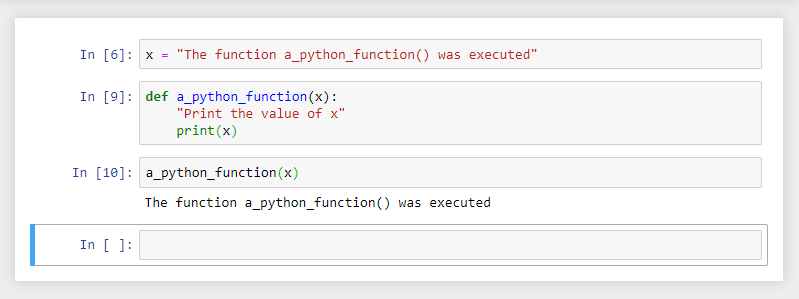 In [6]: x = "The function a_python_function() was executed"
In [9]: def a_python_function(x):
    "Print the value of x"
    print(x)
In [10]: a_python_function(x)
The function a_python_function() was executed
In [ ]: